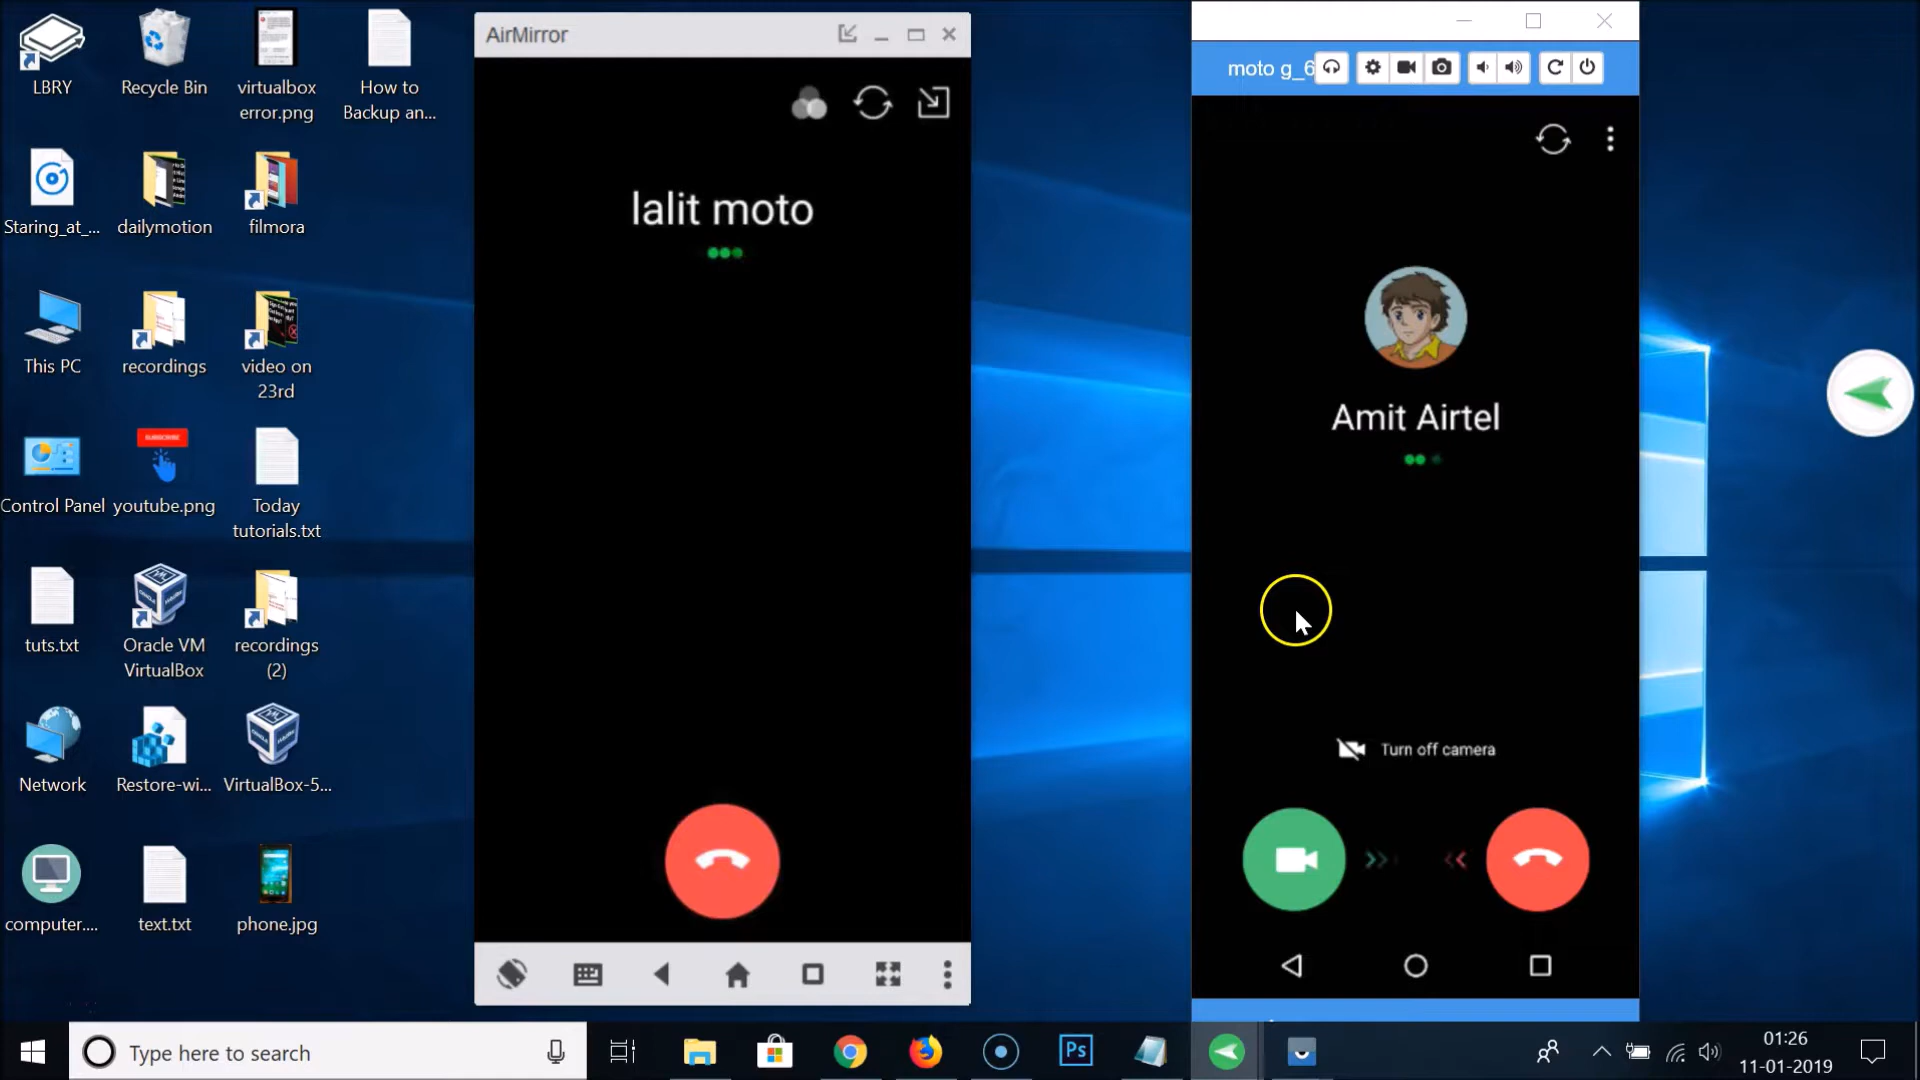 LBRY
Recycle Bin
virtualbox
error.png
How to
Backup an...
Staring_at_...
dailymotion
filmora
This PC
recordings
video on
23rd
Control Panel
SUBSCRIBE
youtube.png
Today
tutorials.txt
tuts.txt
Oracle VM
VirtualBox
recordings
(2)
Network
Restore-wi...
VirtualBox-5...
computer....
text.txt
phone.jpg
AirMirror
lalit moto
moto g_6
Amit Airtel
Turn off camera
Type here to search
Ps
01:26
11-01-2019